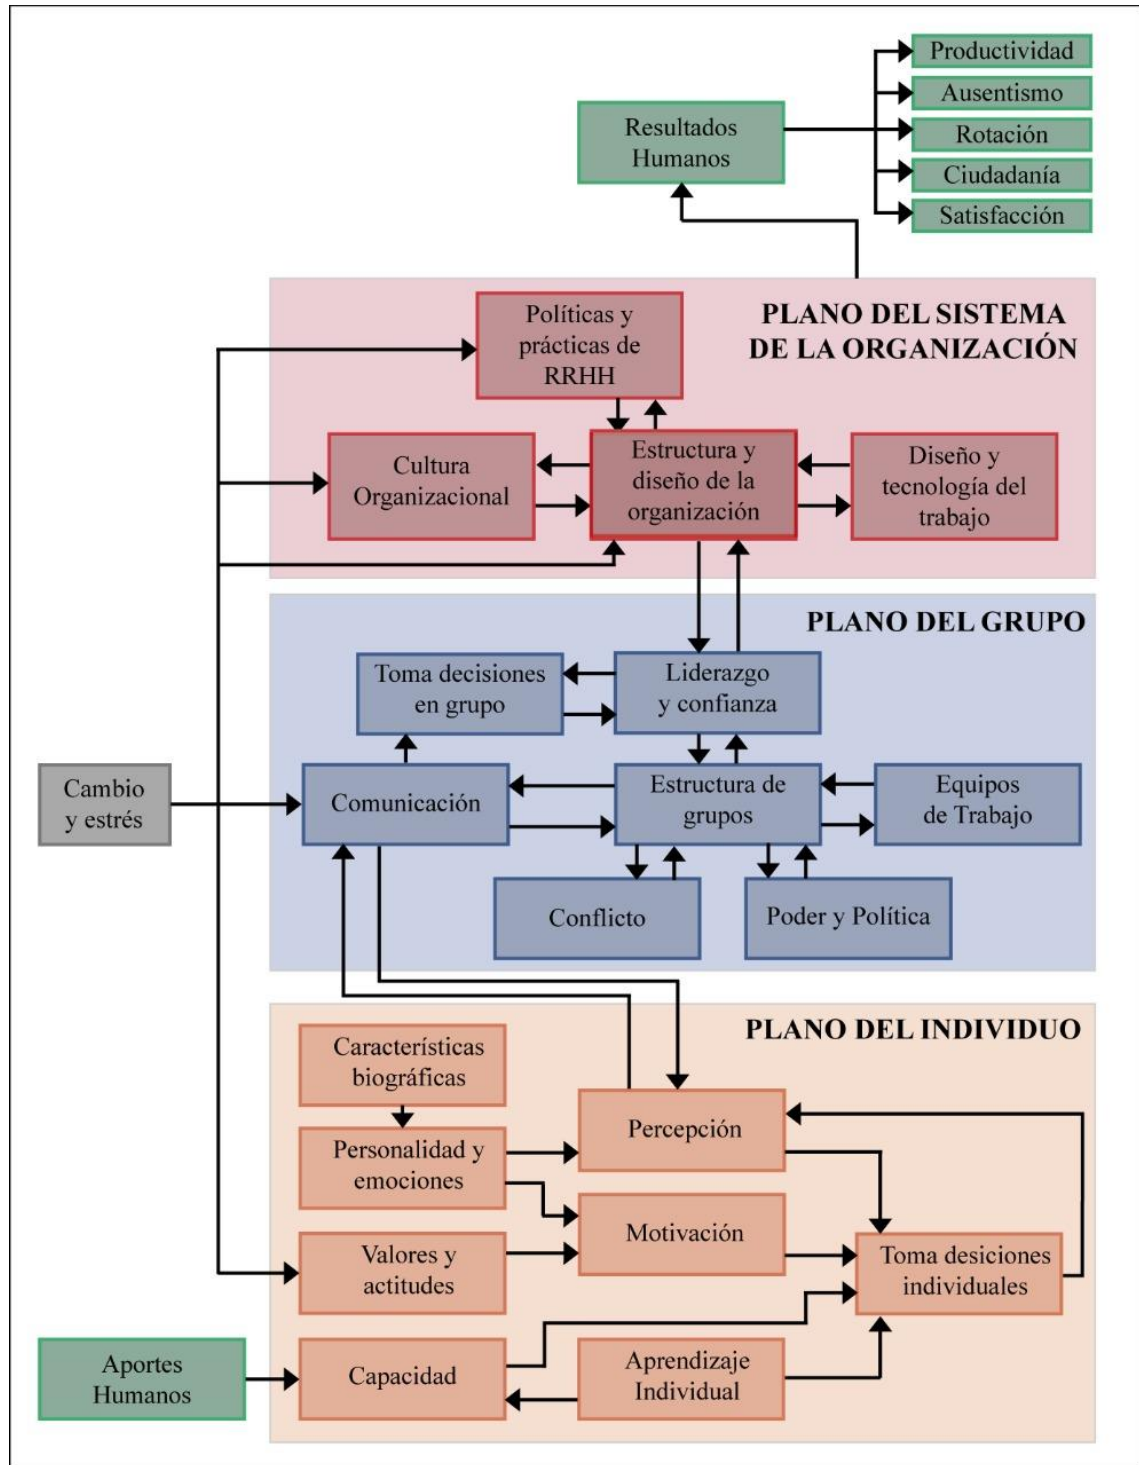 Productividad
Ausentismo
Resultados
Humanos
Rotación
Ciudadanía
Satisfacción
PLANO DEL SISTEMA
DE LA ORGANIZACIÓN
Políticas y
prácticas de
RRHH
Cultura
Organizacional
Estructura y
diseño de la
organización
Diseño y
tecnología del
trabajo
PLANO DEL GRUPO
Toma decisiones
en grupo
Liderazgo
y confianza
Cambio
y estrés
Comunicación
Estructura de
grupos
Equipos
de Trabajo
Conflicto
Poder y Política
PLANO DEL INDIVIDUO
Características
biográficas
Percepción
Personalidad y
emociones
Motivación
Valores y
actitudes
Toma desiciones
individuales
Aportes
Humanos
Capacidad
Aprendizaje
Individual